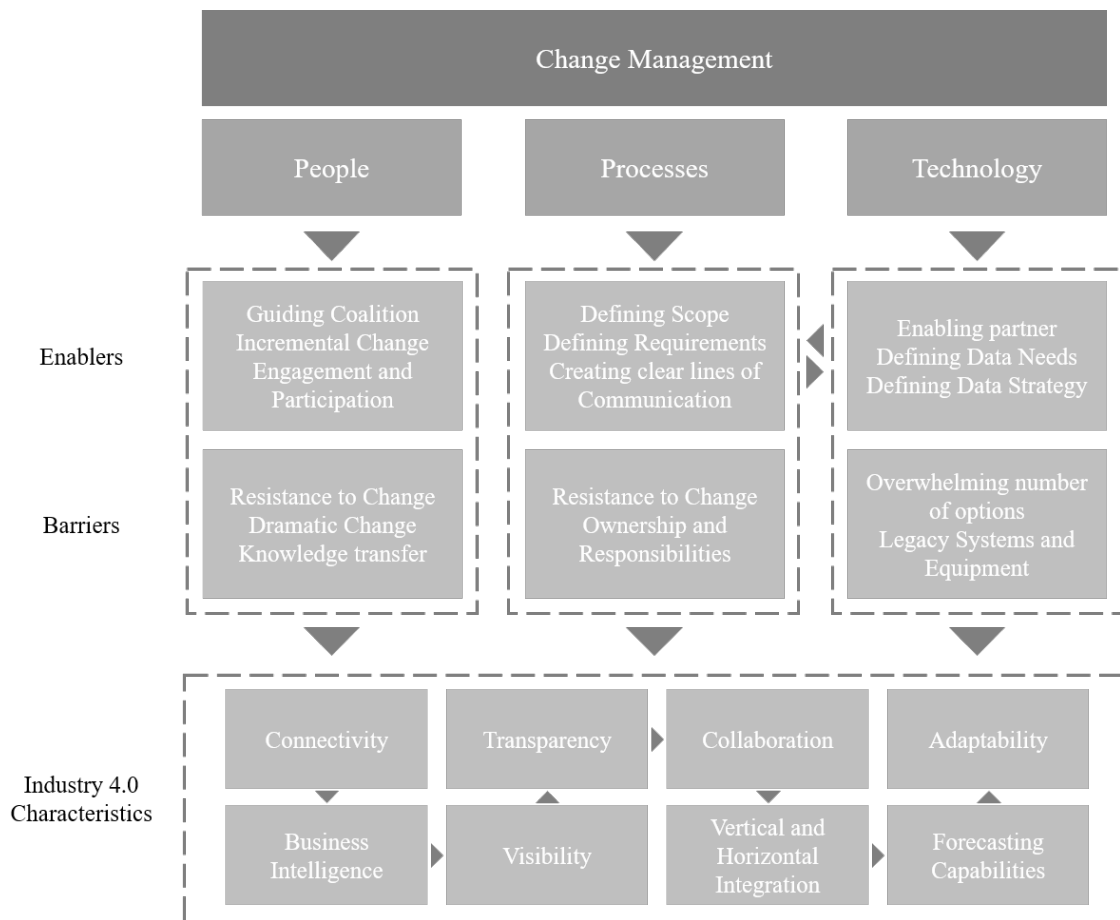 Change Management
People
Processes
Technology
Enablers
Guiding Coalition
Incremental Change
Engagement and
Participation
Defining Scope
Defining Requirements
Creating clear lines of
Communication
Enabling partner
Defining Data Needs
Defining Data Strategy
Barriers
Resistance to Change
Dramatic Change
Knowledge transfer
Resistance to Change
Ownership and
Responsibilities
Overwhelming number
of options
Legacy Systems and
Equipment
Industry 4.0
Characteristics
Connectivity
Transparency
Collaboration
Adaptability
Business
Intelligence
Visibility
Vertical and
Horizontal
Integration
Forecasting
Capabilities